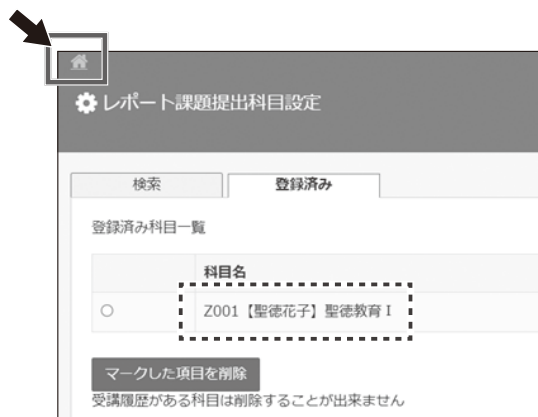 レポート課題提出科目設定
検索 登録済み
登録済み科目一覧
科目名
Z001【聖徳花子】聖徳教育Ⅰ
マークした項目を削除
受講履歴がある科目は削除することが出来ません